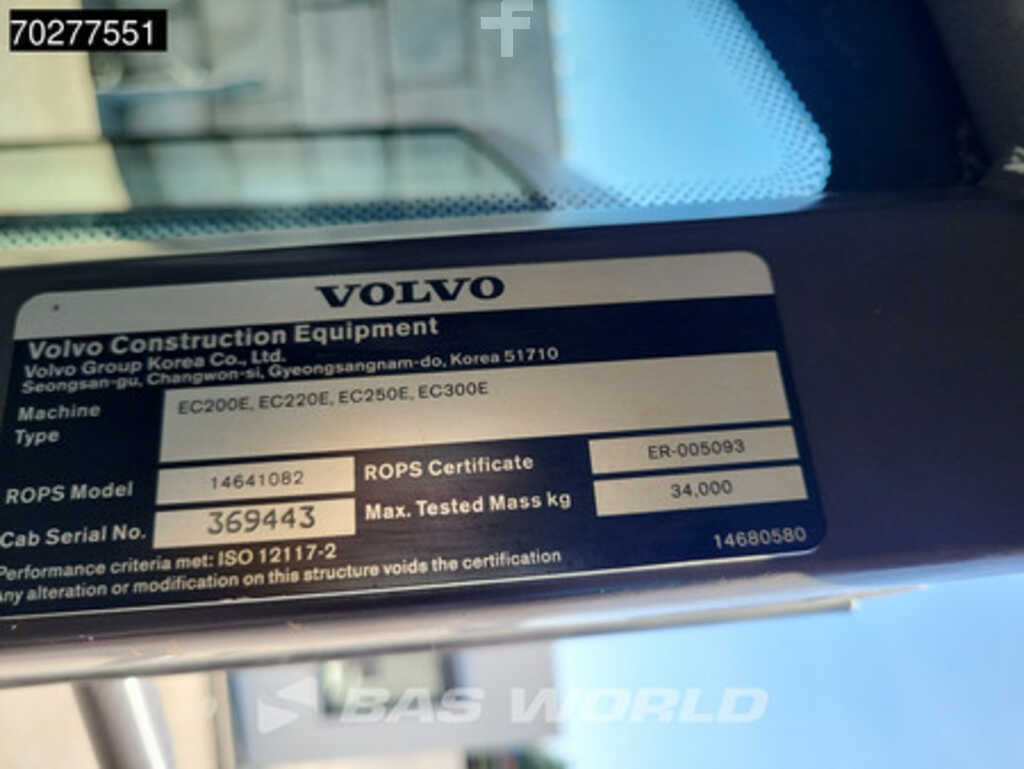 70277551
VOLVO
Volvo Construction Equipment
Volvo Group Korea Co., Ltd.
Seongsan-gu, Changwon-si, Gyeongsangnam-do, Korea 51710
Machine Type EC200E, EC220E, EC250E, EC300E
ROPS Model 14641082 ROPS Certificate ER-005093
Cab Serial No. 369443 Max. Tested Mass kg 34,000
Performance criteria met: ISO 12117-2
14680580
Any alteration or modification on this structure voids the certification
BAS WORLD